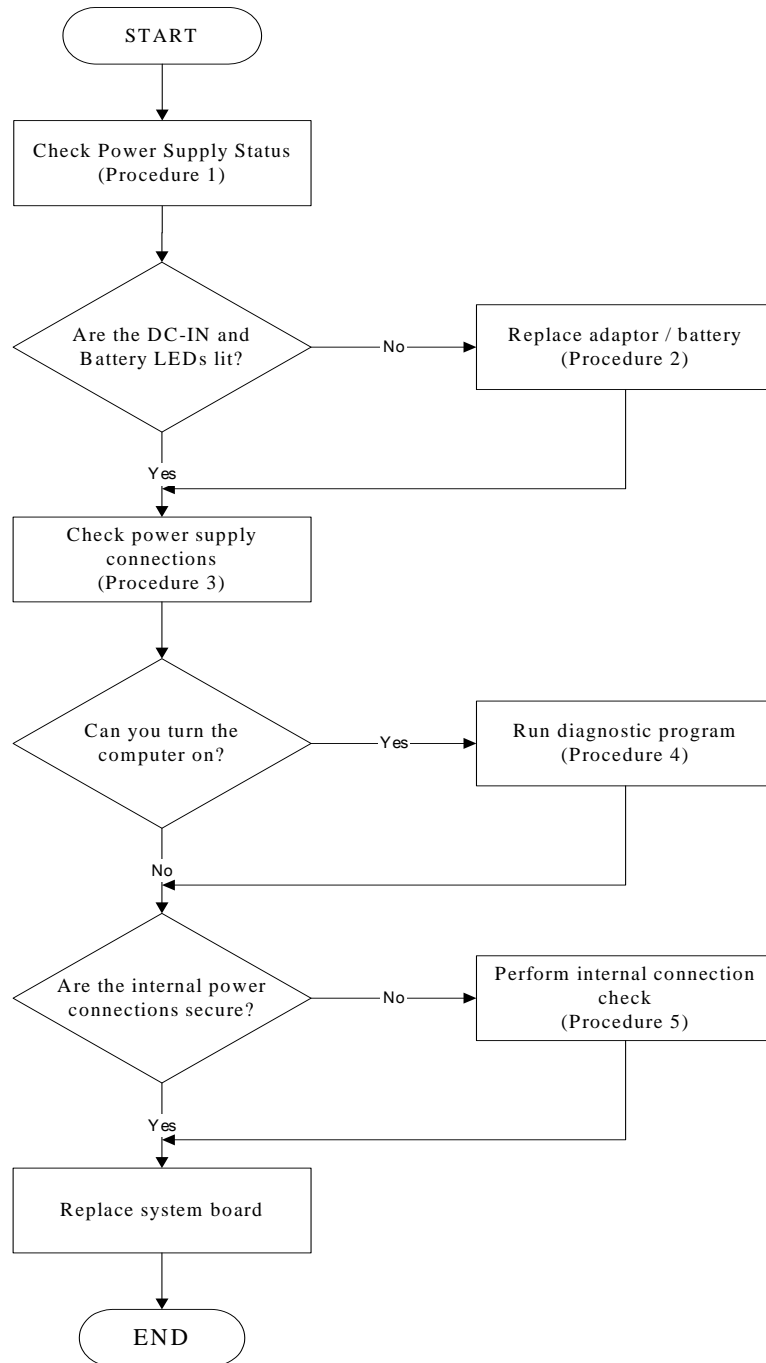 START
Check Power Supply Status
(Procedure 1)
Are the DC-IN and
Battery LEDs lit?
No
Replace adaptor / battery
(Procedure 2)
Yes
Check power supply
connections
(Procedure 3)
Can you turn the
computer on?
Yes
Run diagnostic program
(Procedure 4)
No
Are the internal power
connections secure?
No
Perform internal connection
check
(Procedure 5)
Yes
Replace system board
END